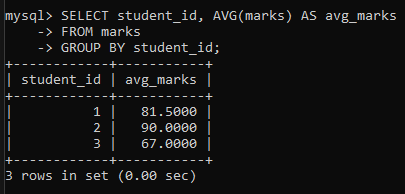 mysql> SELECT student_id, AVG(marks) AS avg_marks
    -> FROM marks
    -> GROUP BY student_id;
+------------+-----------+
| student_id | avg_marks |
+------------+-----------+
|          1 |   81.5000 |
|          2 |   90.0000 |
|          3 |   67.0000 |
+------------+-----------+
3 rows in set (0.00 sec)